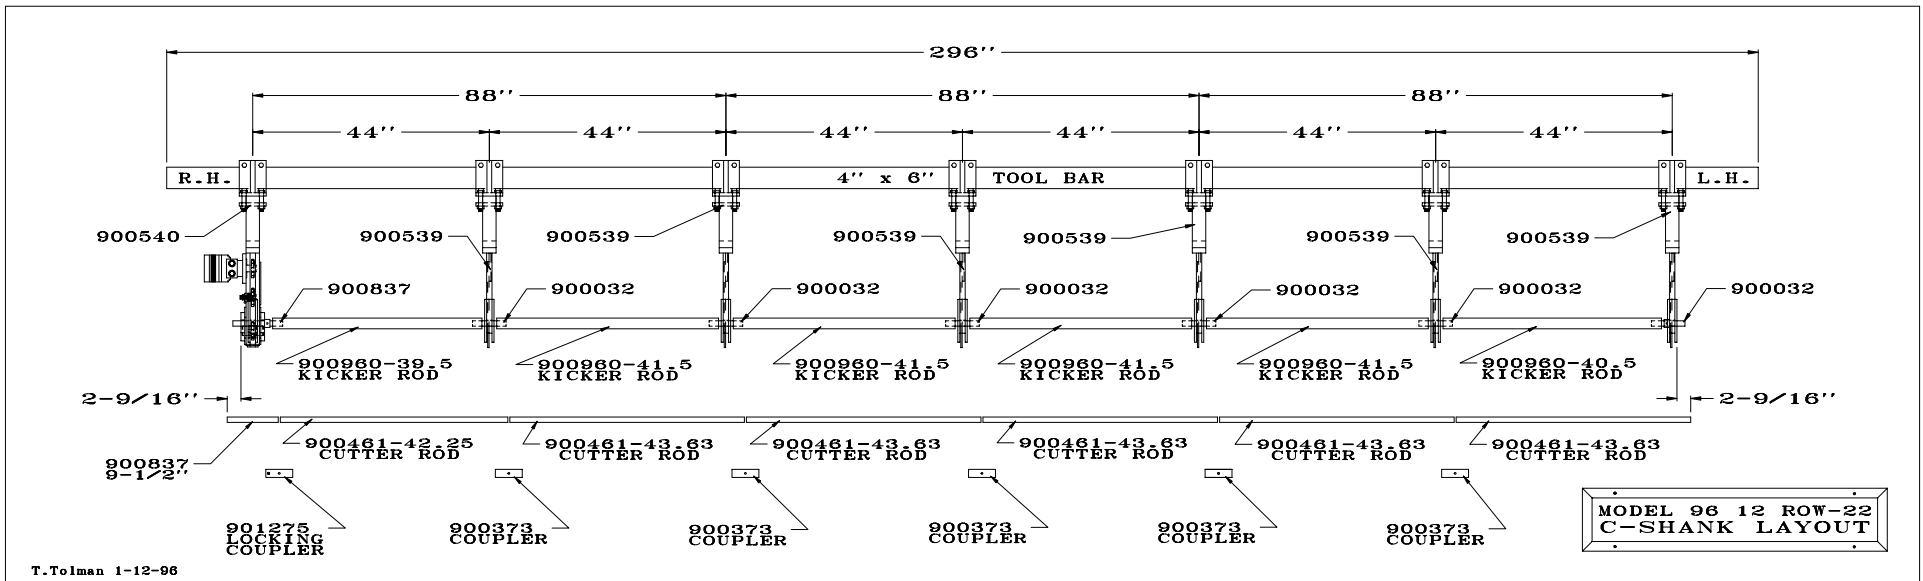 296''
88'' 88'' 88''
44'' 44'' 44'' 44'' 44'' 44''
R.H. 4'' x 6'' TOOL BAR L.H.
900540 900539 900539 900539 900539 900539 900539
900837 900032 900032 900032 900032 900032 900032
900960-39.5 900960-41.5 900960-41.5 900960-41.5 900960-41.5 900960-40.5
KICKER ROD KICKER ROD KICKER ROD KICKER ROD KICKER ROD KICKER ROD
2-9/16'' 2-9/16''
900461-42.25 900461-43.63 900461-43.63 900461-43.63 900461-43.63 900461-43.63
CUTTER ROD CUTTER ROD CUTTER ROD CUTTER ROD CUTTER ROD CUTTER ROD
900837
9-1/2''
901275 900373 900373 900373 900373 900373
LOCKING
COUPLER COUPLER COUPLER COUPLER COUPLER COUPLER
MODEL 96 12 ROW-22
C-SHANK LAYOUT
T.Tolman 1-12-96